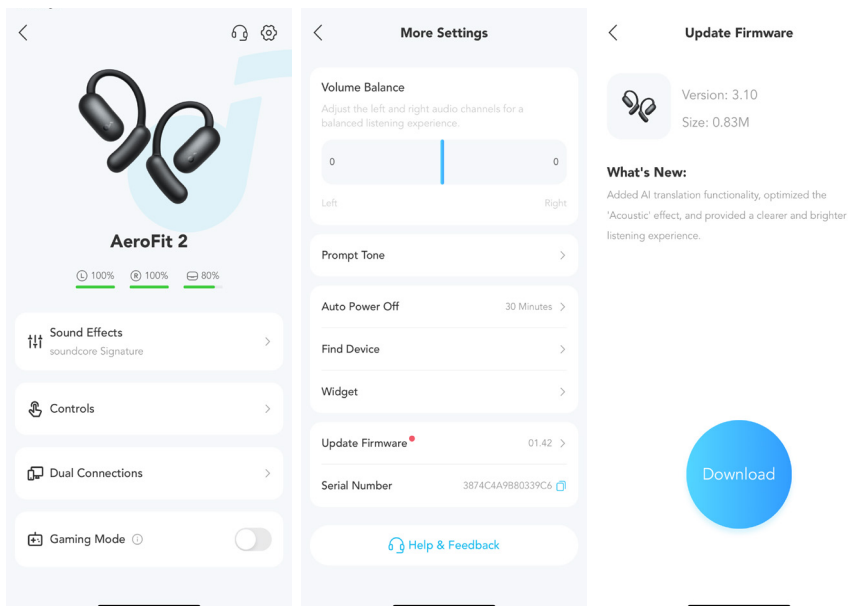 AeroFit 2
L 100%
R 100%
80%
Sound Effects
soundcore Signature
Controls
Dual Connections
Gaming Mode
More Settings
Volume Balance
Adjust the left and right audio channels for a
balanced listening experience.
0 0
Left Right
Prompt Tone
Auto Power Off 30 Minutes
Find Device
Widget
Update Firmware 01.42
Serial Number 3874C4A9B80339C6
Help & Feedback
Update Firmware
Version: 3.10
Size: 0.83M
What's New:
Added AI translation functionality, optimized the
'Acoustic' effect, and provided a clearer and brighter
listening experience.
Download